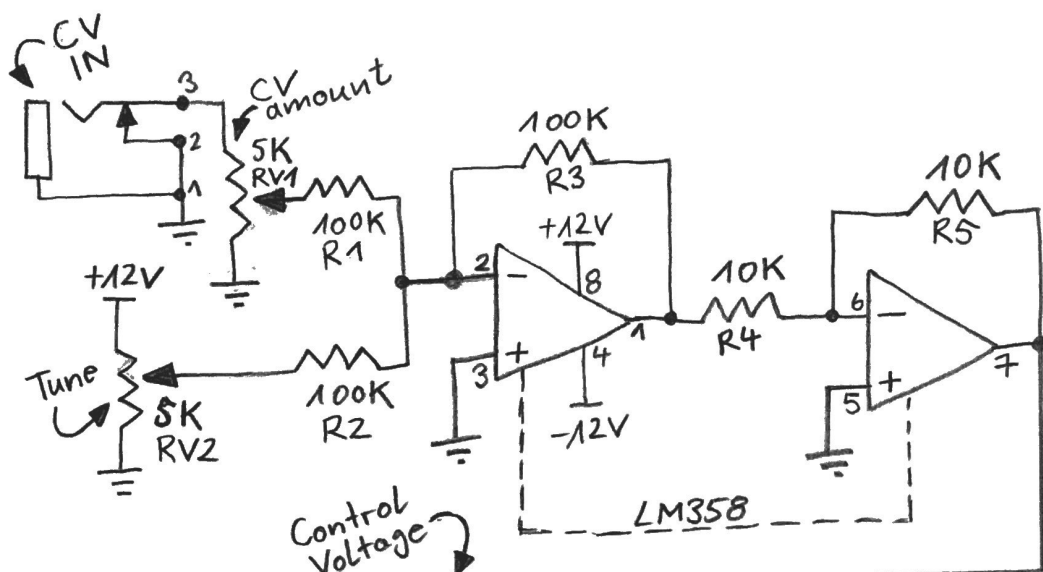 CV
IN
3
2
1
CV
amount
5K
RV1
100K
R1
+12V
Tune
5K
RV2
100K
R2
100K
R3
+12V
2
−
8
+
3
1
4
−12V
10K
R4
10K
R5
6
−
+
5
7
LM358
Control
Voltage